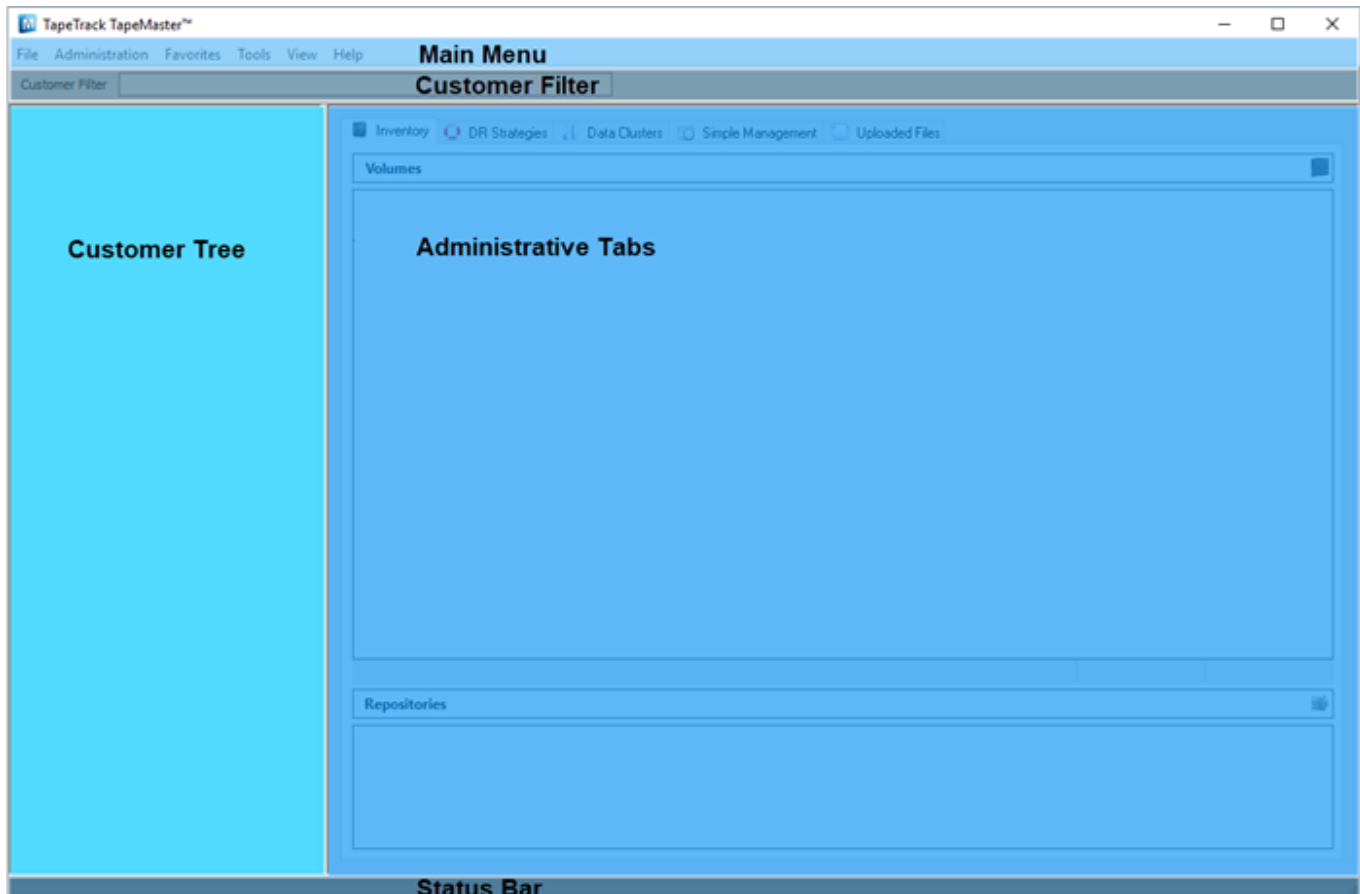 TapeTrack TapeMaster™
File Administration Favorites Tools View Help Main Menu
Customer Filter Customer Filter
Inventory DR Strategies Data Clusters Simple Management Uploaded Files
Volumes
Customer Tree Administrative Tabs
Repositories
Status Bar